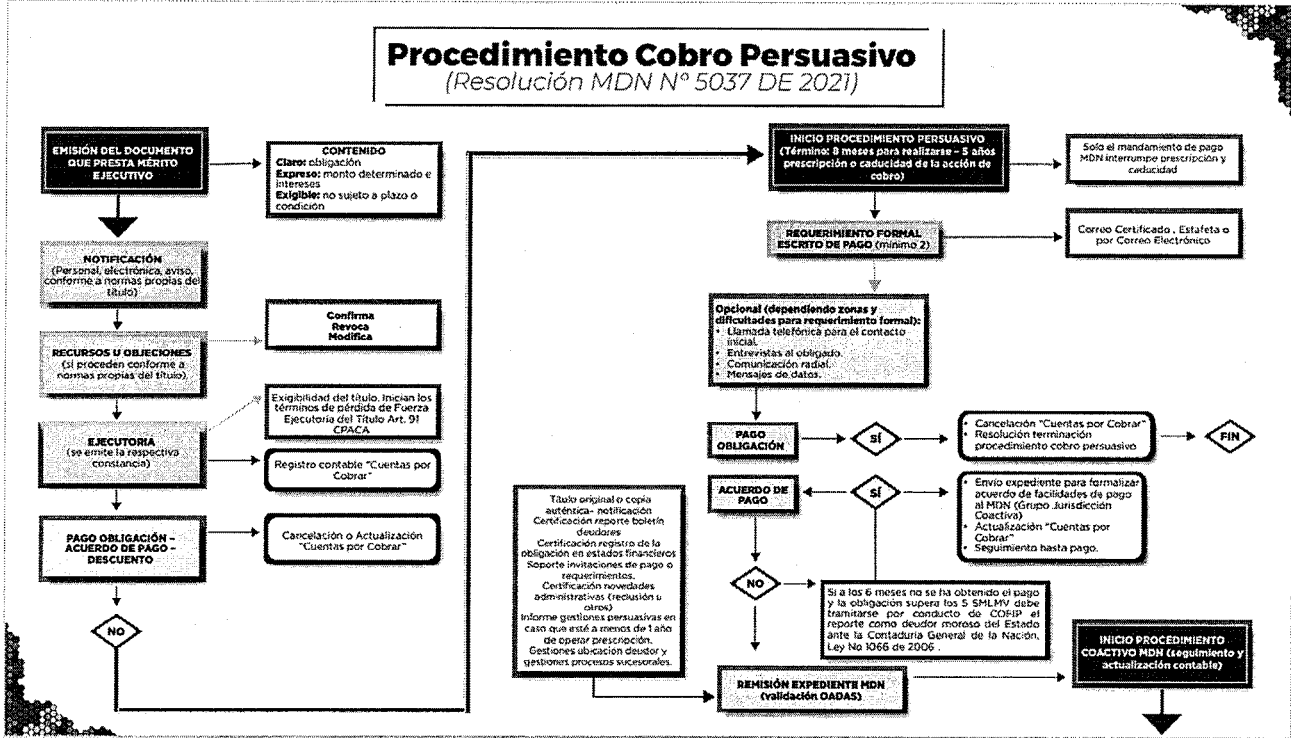 Procedimiento Cobro Persuasivo
(Resolución MDN Nº 5037 DE 2021)
EMISIÓN DEL DOCUMENTO
QUE PRESTA MÉRITO
EJECUTIVO
CONTENIDO
Claro: obligación
Expreso: monto determinado e
intereses
Exigible: no sujeto a plazo o
condición
NOTIFICACIÓN
(Personal, electrónica, aviso,
conforme a normas propias del
título)
RECURSOS U OBJECIONES
(si proceden conforme a
normas propias del título)
Confirma
Revoca
Modifica
EJECUTORIA
(se emite la respectiva
constancia)
Exigibilidad del título. Inician los
términos de pérdida de Fuerza
Ejecutoria del Título Art. 91
CPACA
Registro contable "Cuentas por
Cobrar"
PAGO OBLIGACIÓN –
ACUERDO DE PAGO –
DESCUENTO
Cancelación o Actualización
"Cuentas por Cobrar"
NO
INICIO PROCEDIMIENTO PERSUASIVO
(Término: 8 meses para realizarse – 5 años
prescripción o caducidad de la acción de
cobro)
Solo el mandamiento de pago
MDN interrumpe prescripción y
caducidad
REQUERIMIENTO FORMAL
ESCRITO DE PAGO (mínimo 2)
Correo Certificado , Estafeta o
por Correo Electrónico
Opcional (dependiendo zonas y
dificultades para requerimiento formal):
• Llamada telefónica para el contacto
inicial.
• Entrevistas al obligado.
• Comunicación radial.
• Mensajes de datos.
PAGO
OBLIGACIÓN
SÍ
• Cancelación "Cuentas por Cobrar"
• Resolución terminación
procedimiento cobro persuasivo
FIN
ACUERDO DE
PAGO
SÍ
• Envío expediente para formalizar
acuerdo de facilidades de pago
al MDN (Grupo Jurisdicción
Coactiva)
• Actualización "Cuentas por
Cobrar"
• Seguimiento hasta pago.
NO
Si a los 6 meses no se ha obtenido el pago
y la obligación supera los 5 SMLMV debe
tramitarse por conducto de COFIP el
reporte como deudor moroso del Estado
ante la Contaduría General de la Nación,
Ley No 1066 de 2006 .
Título original o copia
auténtica- notificación
Certificación reporte boletín
deudores
Certificación registro de la
obligación en estados financieros
Soporte invitaciones de pago o
requerimientos.
Certificación novedades
administrativas (reclusión u
otros)
Informe gestiones persuasivas en
caso que esté a menos de 1 año
de operar prescripción.
Gestiones ubicación deudor y
gestiones procesos sucesorales.
REMISIÓN EXPEDIENTE MDN
(validación OADAS)
INICIO PROCEDIMIENTO
COACTIVO MDN (seguimiento y
actualización contable)